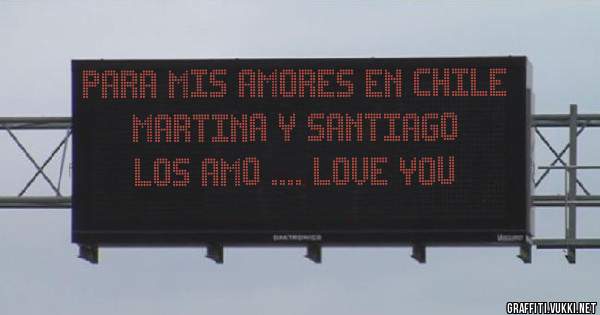 PARA MIS AMORES EN CHILE
MARTINA Y SANTIAGO
LOS AMO .... LOVE YOU
DAKTRONICS
GRAFFITI.VUKKI.NET